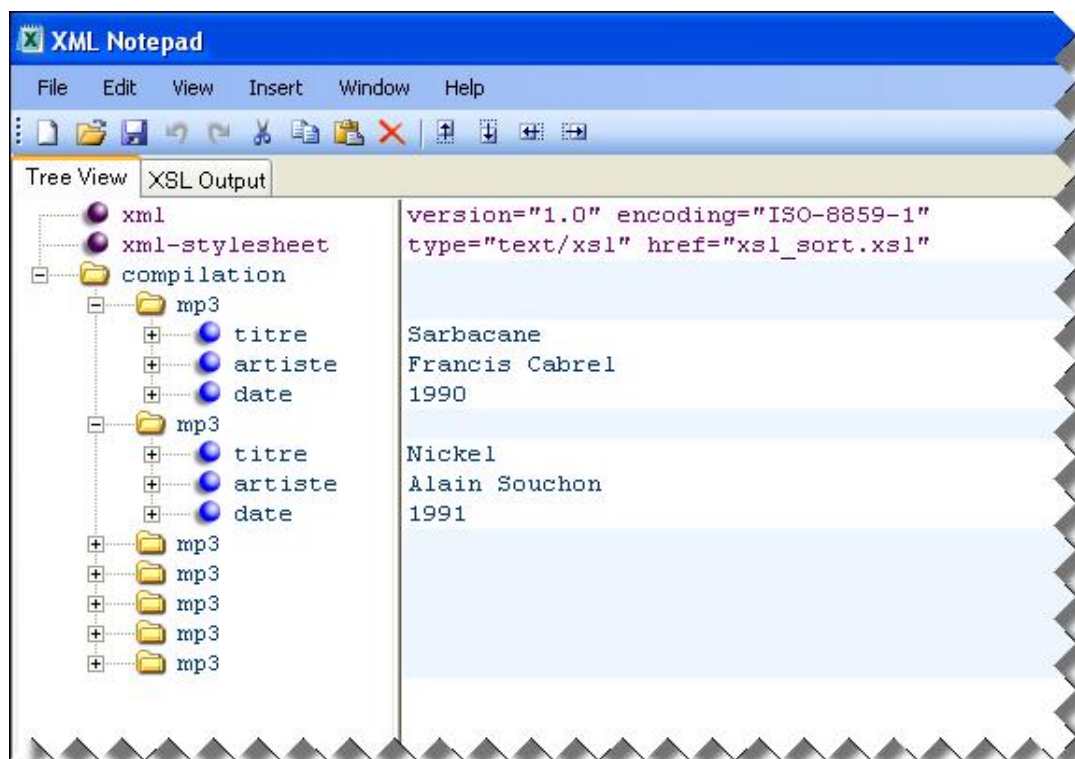 XML Notepad
File Edit View Insert Window Help
Tree View XSL Output
xml version="1.0" encoding="ISO-8859-1"
xml-stylesheet type="text/xsl" href="xsl_sort.xsl"
compilation
mp3
titre Sarbacane
artiste Francis Cabrel
date 1990
mp3
titre Nickel
artiste Alain Souchon
date 1991
mp3
mp3
mp3
mp3
mp3